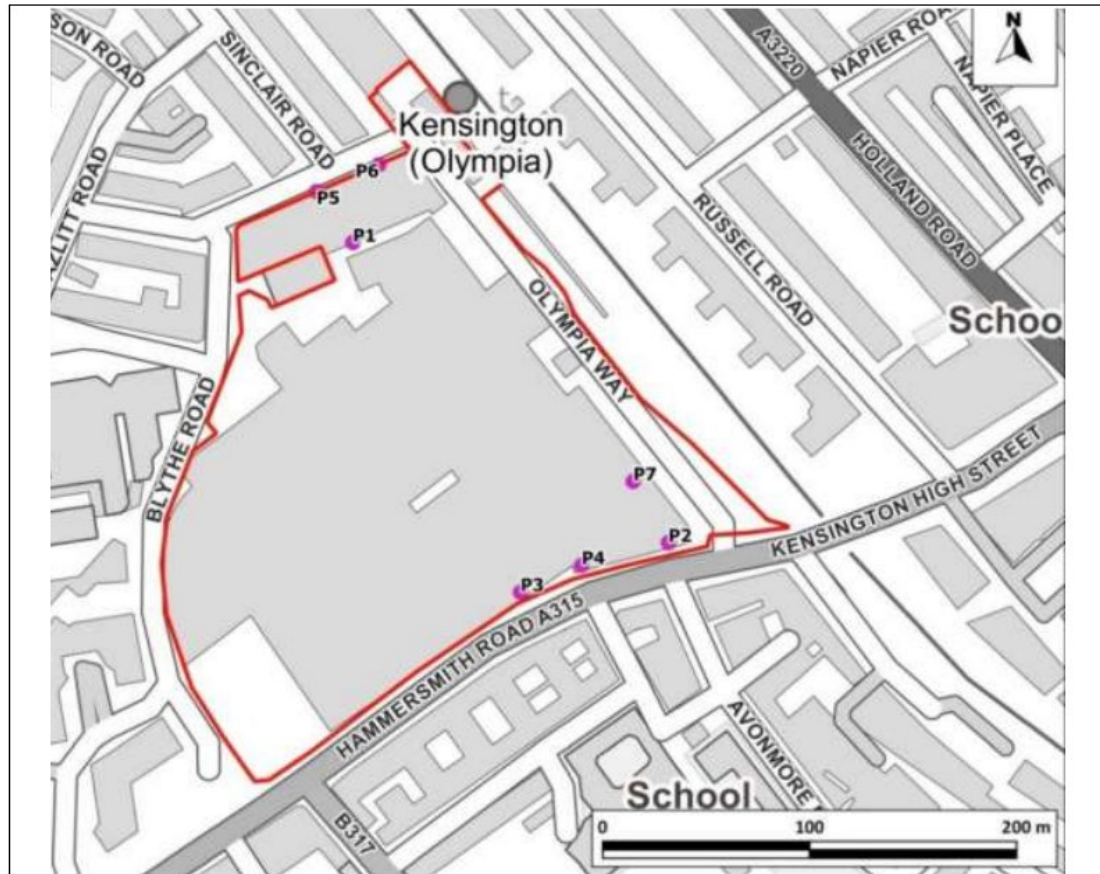 SON ROAD
SINCLAIR ROAD
A3220
NAPIER ROA
N
NAPIER PLACE
Kensington
(Olympia)
HOLLAND ROAD
AZLITT ROAD
P6
P5
P1
RUSSELL ROAD
OLYMPIA WAY
Schoo
BLYTHE ROAD
P7
P2
KENSINGTON HIGH STREET
P4
P3
HAMMERSMITH ROAD A315
AVONMORE
School
B317
0 100 200 m